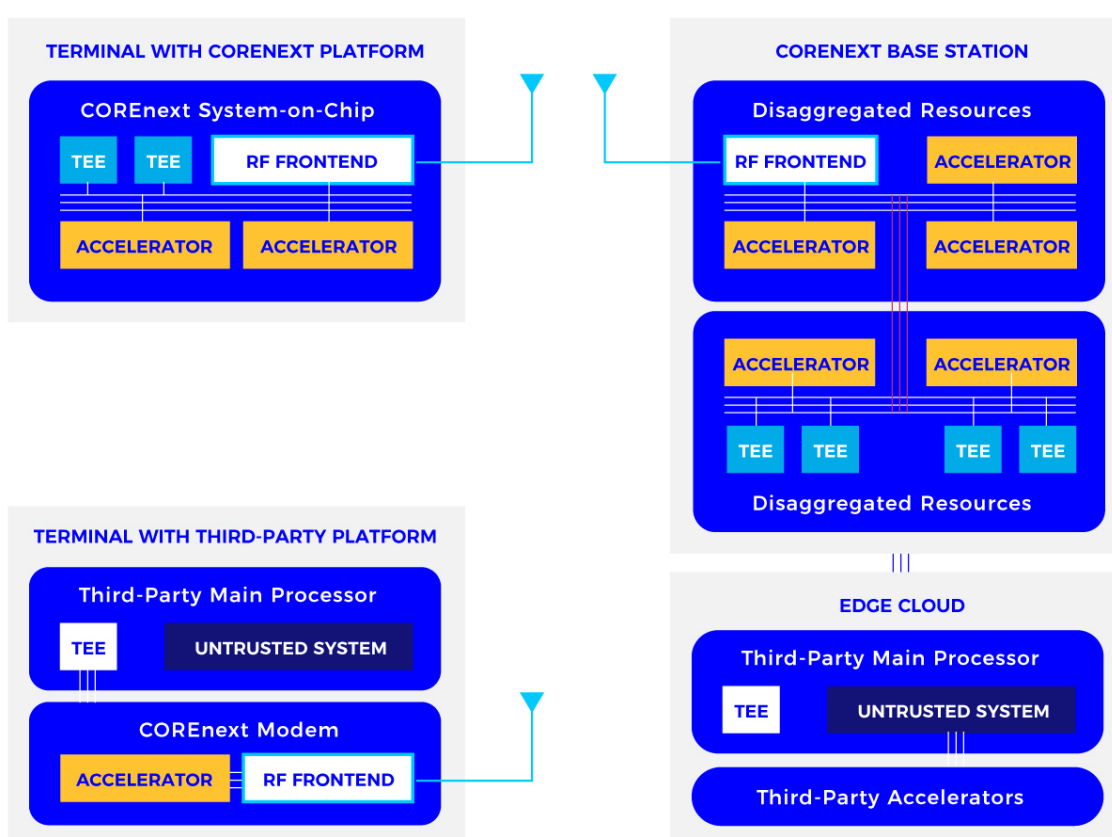 TERMINAL WITH CORENEXT PLATFORM
COREnext System-on-Chip
TEE
TEE
RF FRONTEND
ACCELERATOR
ACCELERATOR
CORENEXT BASE STATION
Disaggregated Resources
RF FRONTEND
ACCELERATOR
ACCELERATOR
ACCELERATOR
ACCELERATOR
ACCELERATOR
TEE
TEE
TEE
TEE
Disaggregated Resources
TERMINAL WITH THIRD-PARTY PLATFORM
Third-Party Main Processor
TEE
UNTRUSTED SYSTEM
COREnext Modem
ACCELERATOR
RF FRONTEND
EDGE CLOUD
Third-Party Main Processor
TEE
UNTRUSTED SYSTEM
Third-Party Accelerators